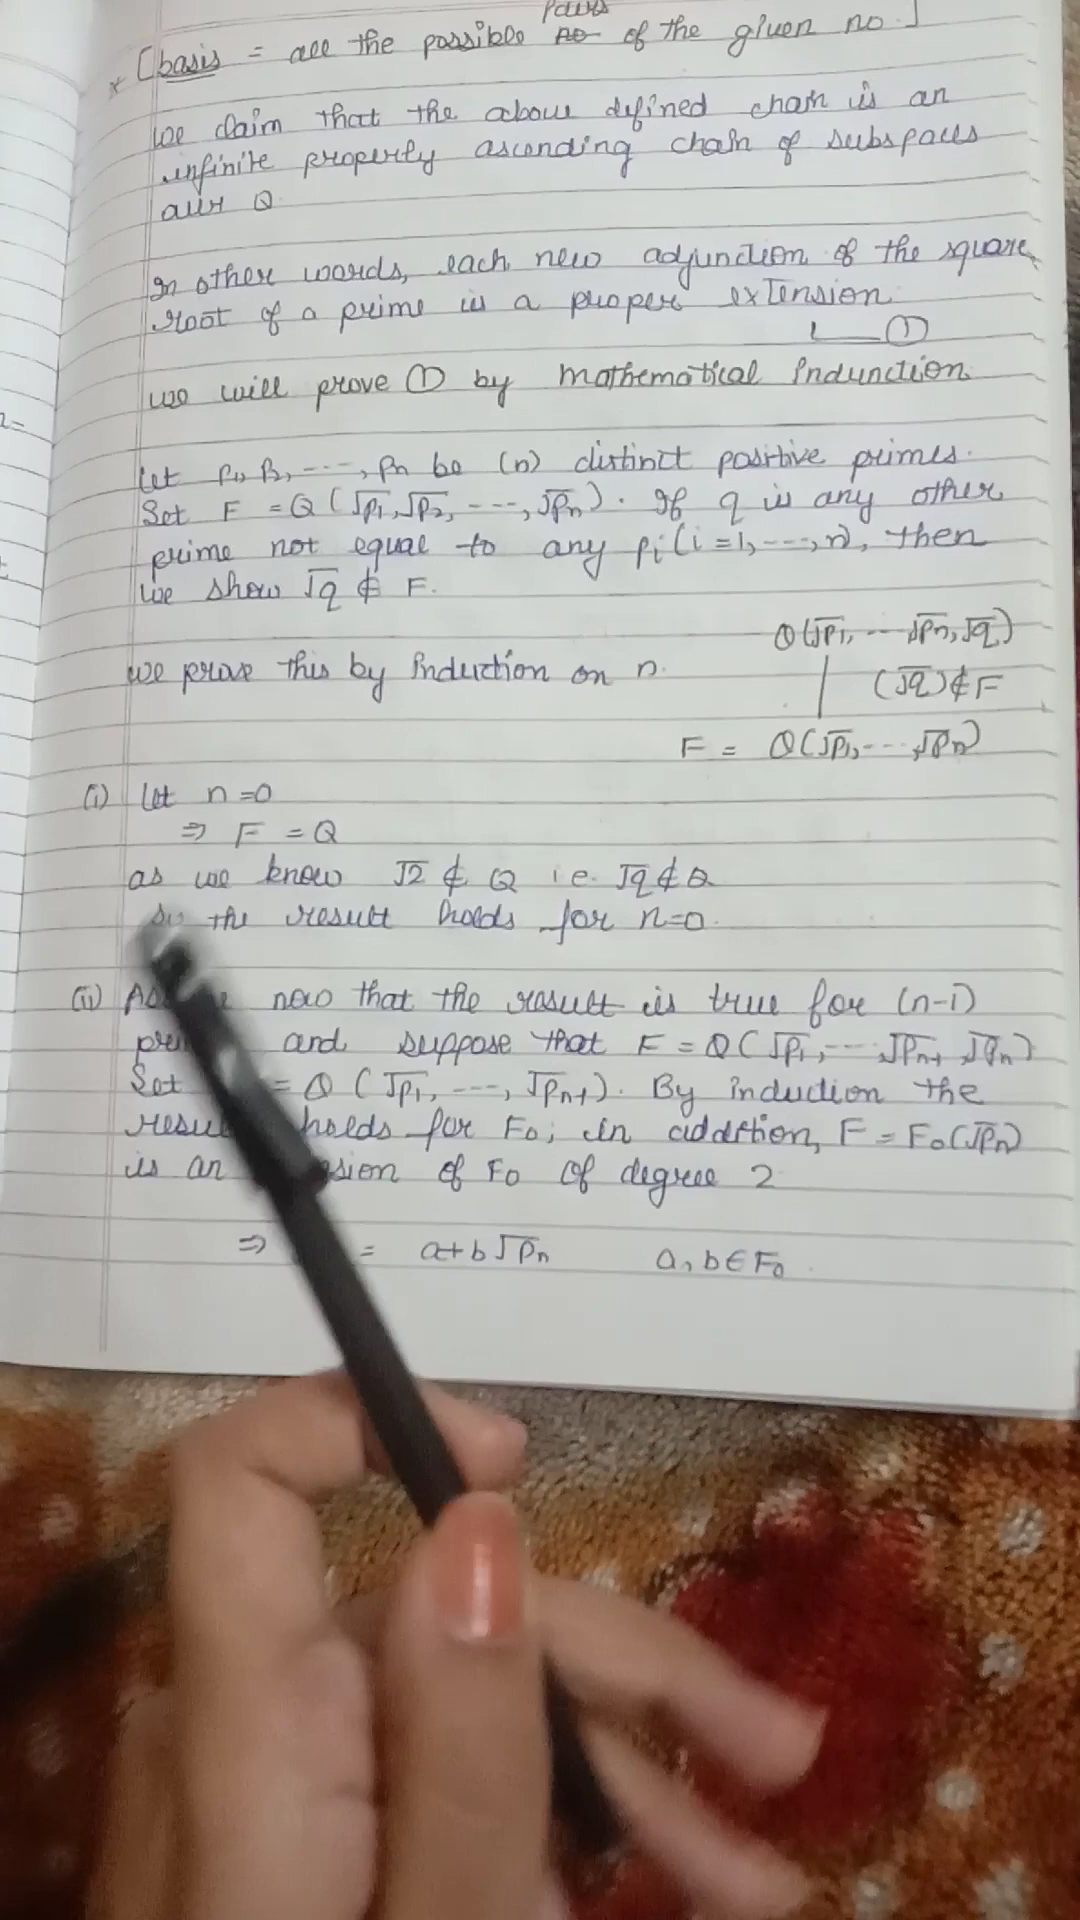 * [basis = all the possible pairs of the given no.]
We claim that the above defined chain is an
infinite properly ascending chain of subspaces
over Q.
In other words, each new adjunction of the square
root of a prime is a proper extension.
①
We will prove ① by Mathematical Indunction
Let p1, p2, ---, pn be (n) distinct positive primes.
Set F = Q(√p1, √p2, ---, √pn). If q is any other
prime not equal to any pi (i=1, ---, n), then
we show √q ∉ F.
Q(√p1, --- √pn, √q)
We prove this by induction on n.
| (√q) ∉ F
F = Q(√p1, --- √pn)
(i) Let n=0
⇒ F = Q
as we know √2 ∉ Q i.e. √q ∉ Q
so the result holds for n=0.
(ii) now that the result is true for (n-1)
and suppose that F = Q(√p1, --- √pn-1, √pn)
Set = Q(√p1, ---, √pn-1). By induction the
holds for F0; in addition, F = F0(√pn)
is an of F0 of degree 2
⇒ = a+b√pn a, b ∈ F0.